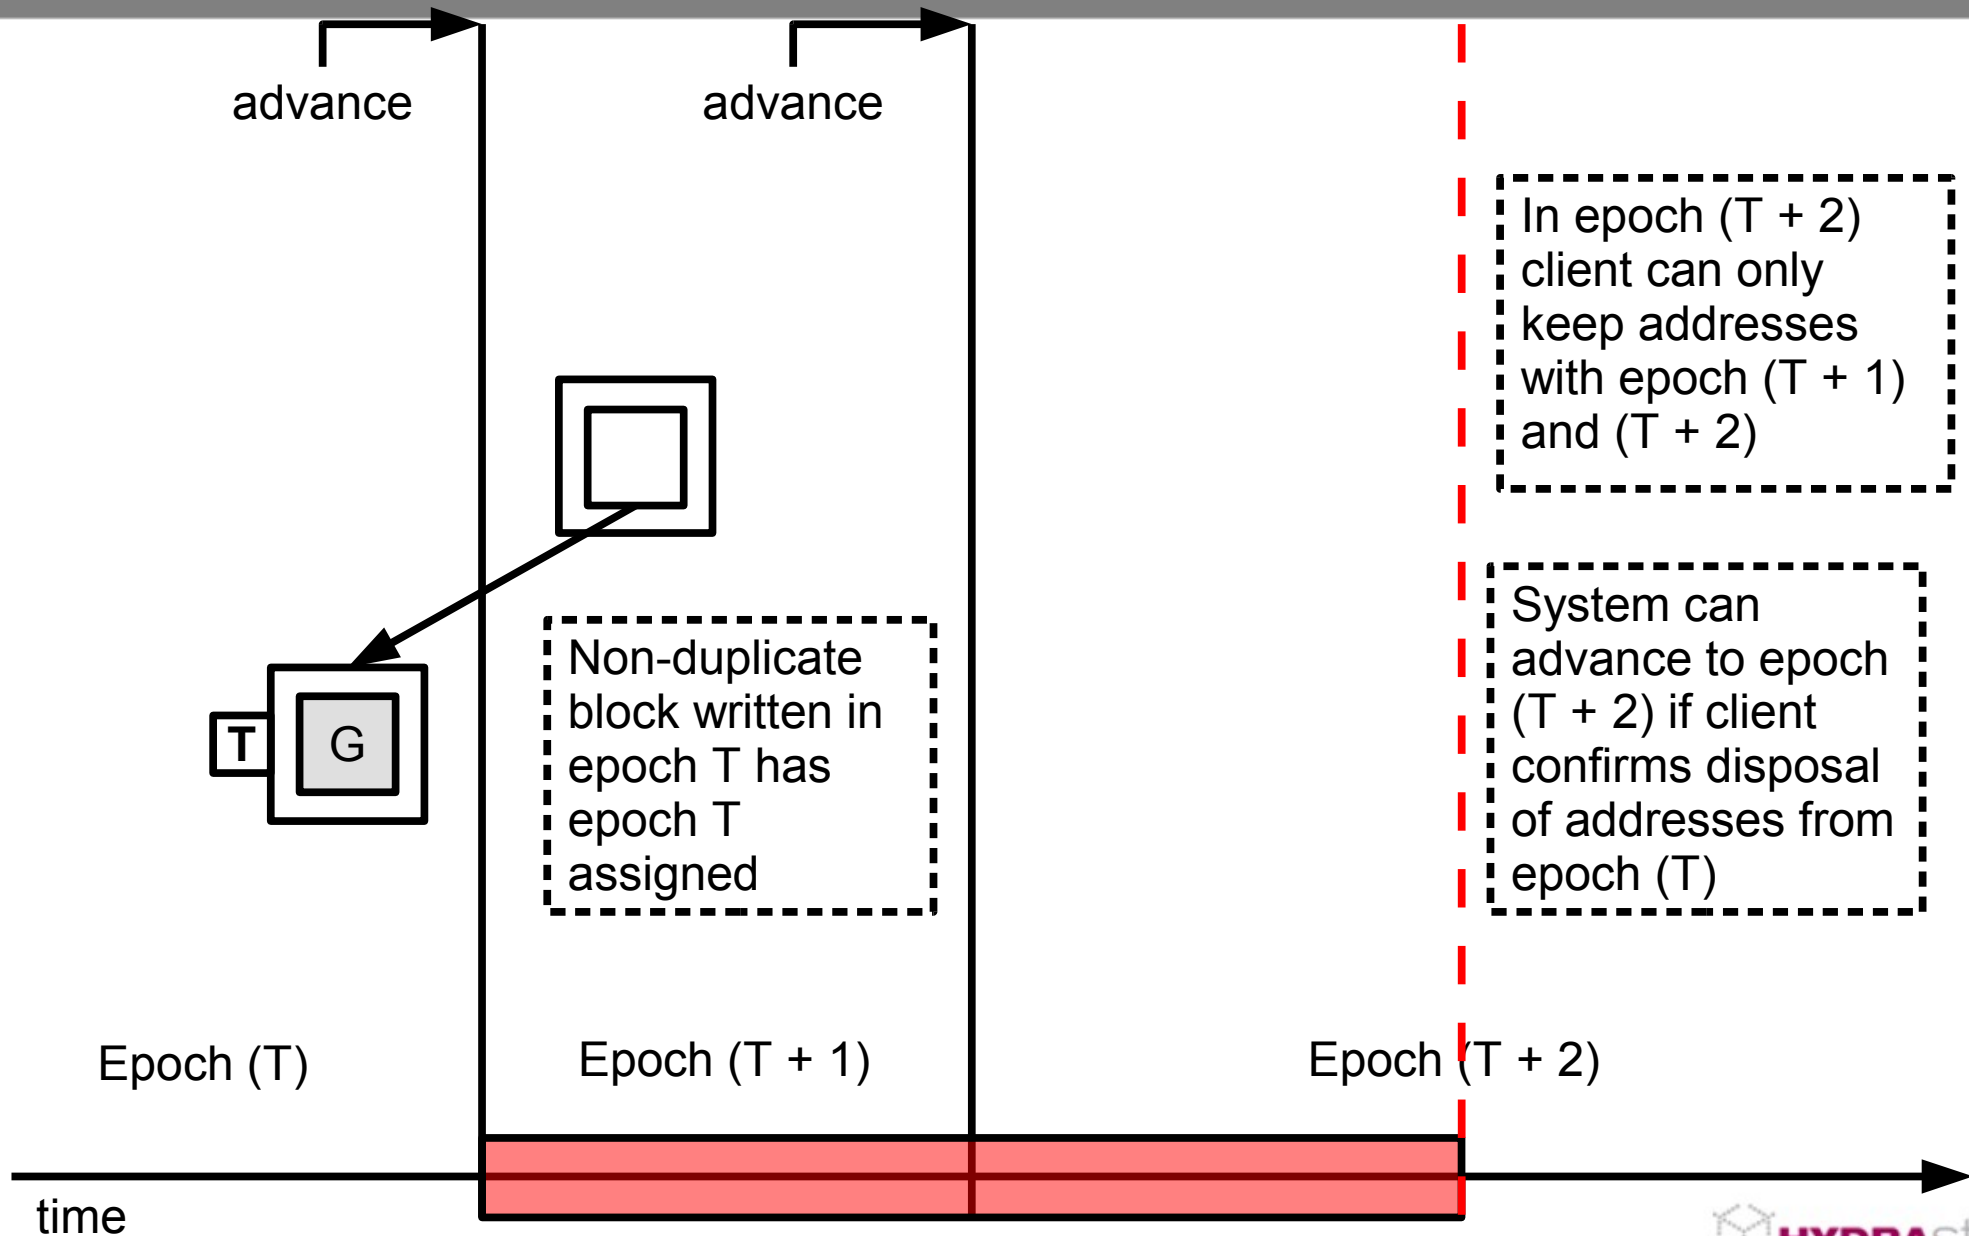 advance
advance
In epoch (T + 2)
client can only
keep addresses
with epoch (T + 1)
and (T + 2)
Non-duplicate
block written in
epoch T has
epoch T
assigned
T
G
System can
advance to epoch
(T + 2) if client
confirms disposal
of addresses from
epoch (T)
Epoch (T)
Epoch (T + 1)
Epoch (T + 2)
time